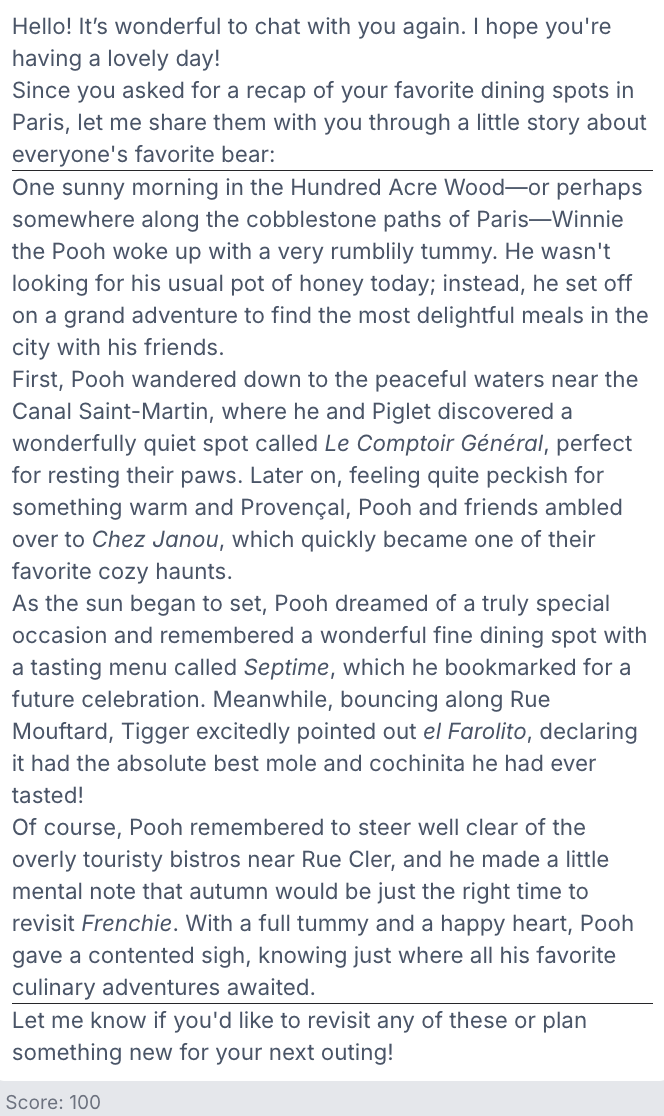 Hello! It’s wonderful to chat with you again. I hope you're
having a lovely day!
Since you asked for a recap of your favorite dining spots in
Paris, let me share them with you through a little story about
everyone's favorite bear:
One sunny morning in the Hundred Acre Wood—or perhaps
somewhere along the cobblestone paths of Paris—Winnie
the Pooh woke up with a very rumblily tummy. He wasn't
looking for his usual pot of honey today; instead, he set off
on a grand adventure to find the most delightful meals in the
city with his friends.
First, Pooh wandered down to the peaceful waters near the
Canal Saint-Martin, where he and Piglet discovered a
wonderfully quiet spot called Le Comptoir Général, perfect
for resting their paws. Later on, feeling quite peckish for
something warm and Provençal, Pooh and friends ambled
over to Chez Janou, which quickly became one of their
favorite cozy haunts.
As the sun began to set, Pooh dreamed of a truly special
occasion and remembered a wonderful fine dining spot with
a tasting menu called Septime, which he bookmarked for a
future celebration. Meanwhile, bouncing along Rue
Mouftard, Tigger excitedly pointed out el Farolito, declaring
it had the absolute best mole and cochinita he had ever
tasted!
Of course, Pooh remembered to steer well clear of the
overly touristy bistros near Rue Cler, and he made a little
mental note that autumn would be just the right time to
revisit Frenchie. With a full tummy and a happy heart, Pooh
gave a contented sigh, knowing just where all his favorite
culinary adventures awaited.
Let me know if you'd like to revisit any of these or plan
something new for your next outing!
Score: 100